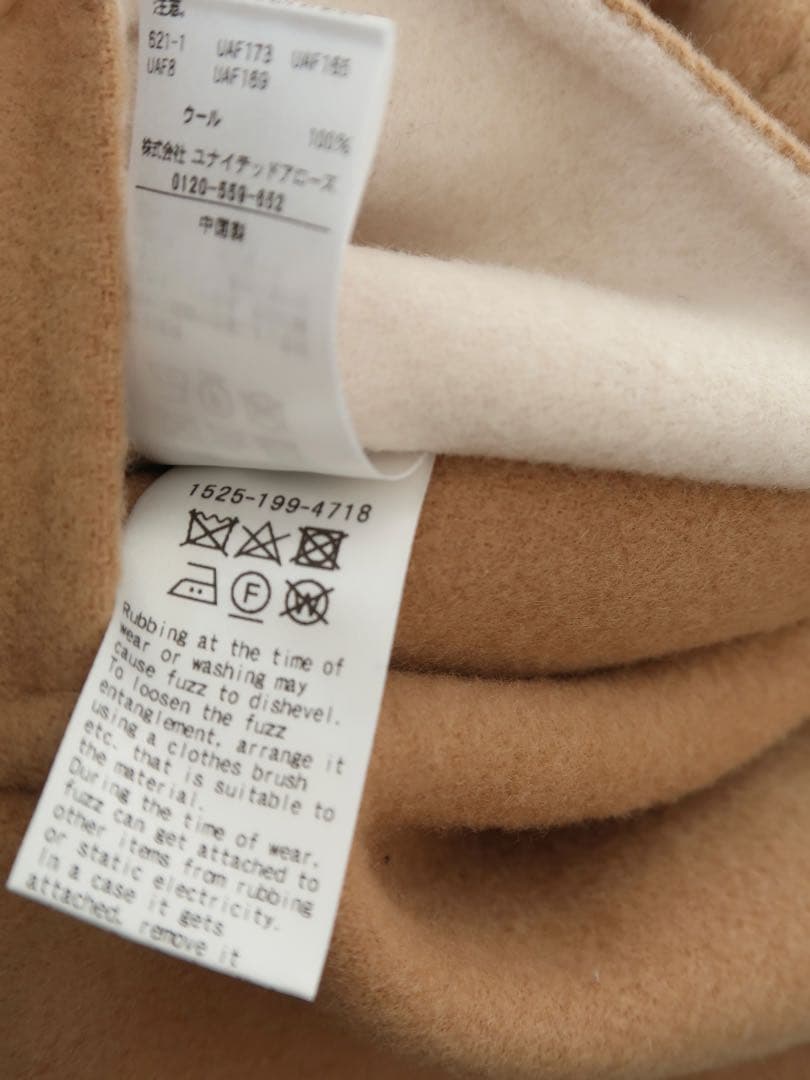 注意。
621-1 UAF173 UAF165
UAF8 UAF169
ウール 100%
株式会社 ユナイテッドアローズ
0120-559-652
中国製
1525-199-4718
F W
Rubbing at the time of
wear or washing may
cause fuzz to dishevel.
To loosen the fuzz
entanglement, arrange it
using a clothes brush
etc. that is suitable to
the material.
During the time of wear,
fuzz can get attached to
other items from rubbing
or static electricity.
In a case it gets
attached, remove it